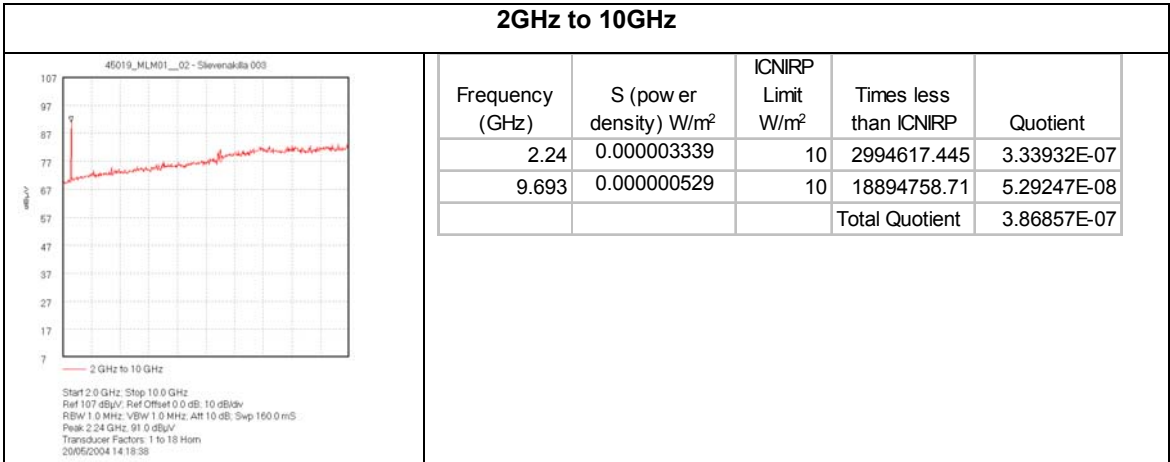 2GHz to 10GHz
45019_MLM01__02 - Slievenakilla 003
107
97
87
77
67
57
47
37
27
17
7
dBµV
2 GHz to 10 GHz
Start 2.0 GHz; Stop 10.0 GHz
Ref 107 dBµV; Ref Offset 0.0 dB; 10 dB/div
RBW 1.0 MHz; VBW 1.0 MHz; Att 10 dB; Swp 160.0 mS
Peak 2.24 GHz, 91.0 dBµV
Transducer Factors: 1 to 18 Horn
20/05/2004 14:18:38
Frequency (GHz) S (pow er density) W/m² ICNIRP Limit W/m² Times less than ICNIRP Quotient
2.24 0.000003339 10 2994617.445 3.33932E-07
9.693 0.000000529 10 18894758.71 5.29247E-08
Total Quotient 3.86857E-07